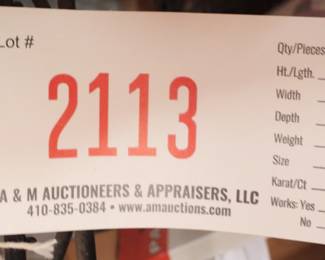 Lot #
2113
A & M AUCTIONEERS & APPRAISERS, LLC
410-835-0384 • www.amauctions.com
Qty/Pieces
Ht./Lgth.
Width
Depth
Weight
Size
Karat/Ct
Works: Yes
No